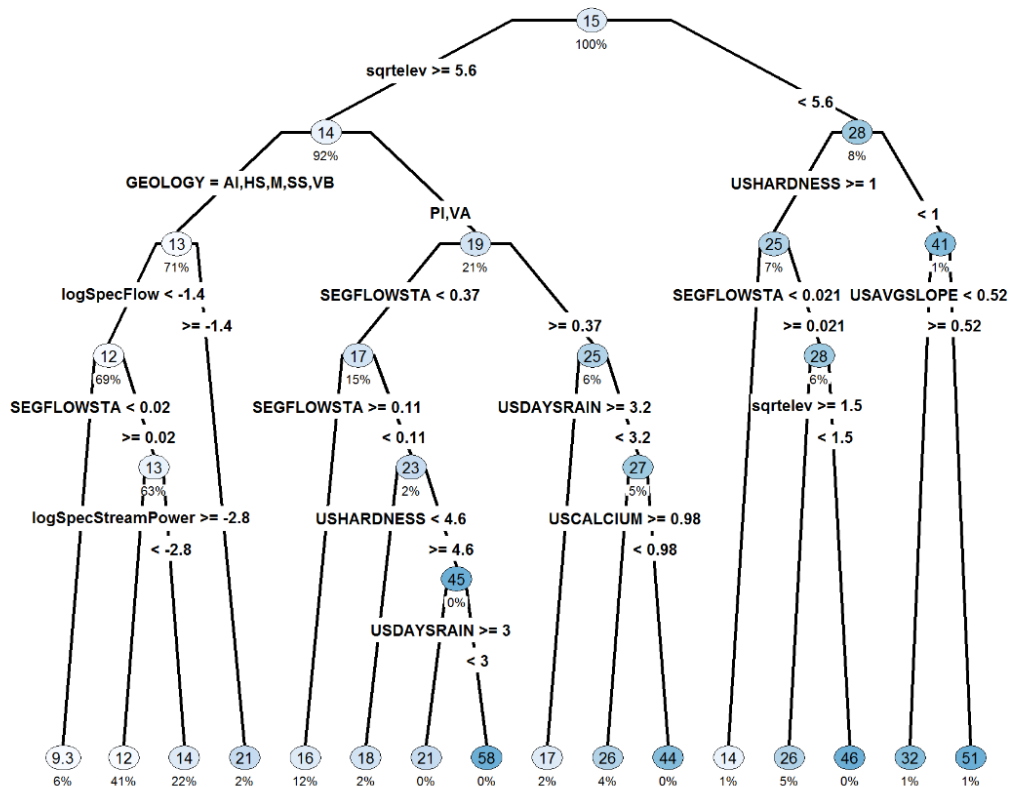 15
100%
sqrtelev >= 5.6
< 5.6
14
92%
28
8%
GEOLOGY = AI,HS,M,SS,VB
PI,VA
USHARDNESS >= 1
< 1
13
71%
19
21%
25
7%
41
1%
logSpecFlow < -1.4
>= -1.4
SEGFLOWSTA < 0.37
>= 0.37
SEGFLOWSTA < 0.021
>= 0.021
USAVGSLOPE < 0.52
>= 0.52
12
69%
17
15%
25
6%
28
6%
SEGFLOWSTA < 0.02
>= 0.02
SEGFLOWSTA >= 0.11
< 0.11
USDAYSRAIN >= 3.2
< 3.2
sqrtelev >= 1.5
< 1.5
13
63%
23
2%
27
5%
logSpecStreamPower >= -2.8
< -2.8
USHARDNESS < 4.6
>= 4.6
USCALCIUM >= 0.98
< 0.98
45
0%
USDAYSRAIN >= 3
< 3
9.3 12 14 21 16 18 21 58 17 26 44 14 26 46 32 51
6% 41% 22% 2% 12% 2% 0% 0% 2% 4% 0% 1% 5% 0% 1% 1%